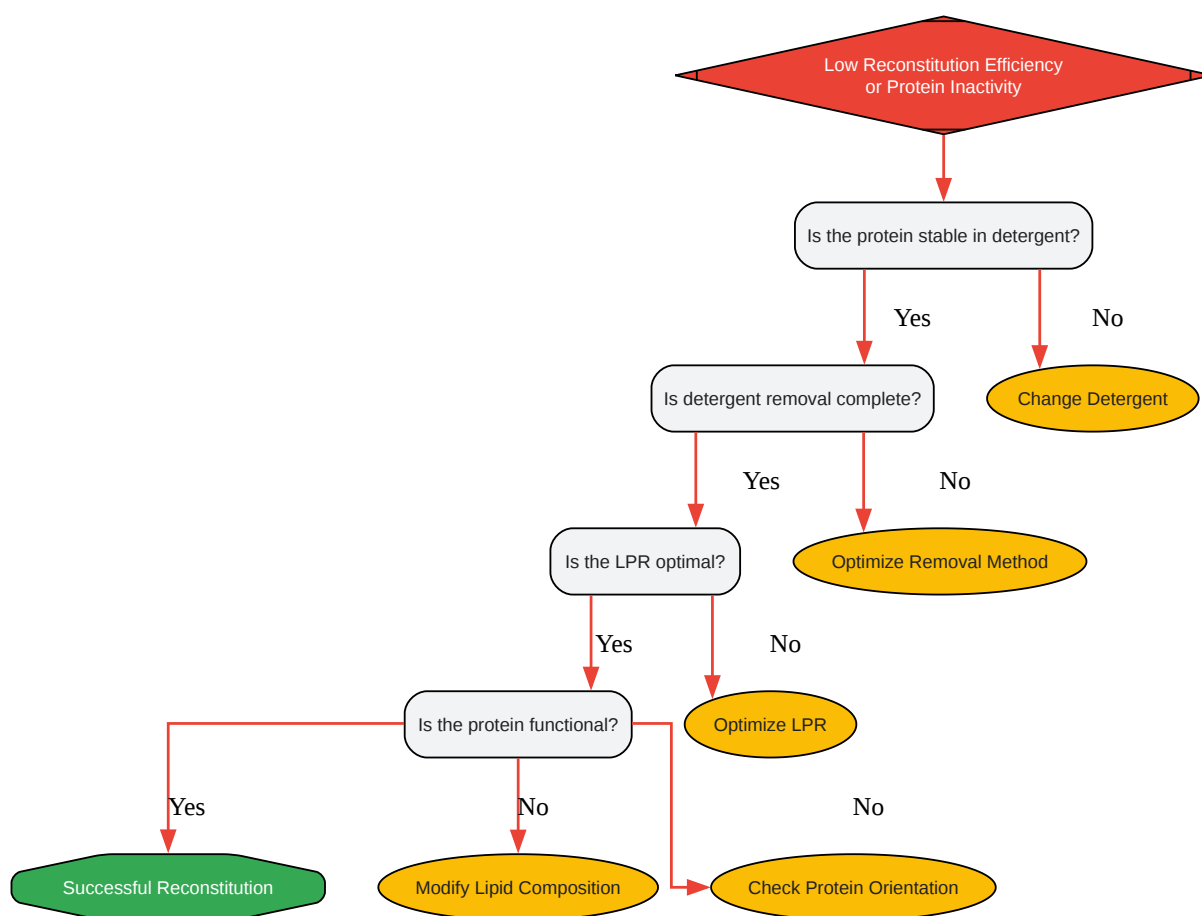 Low Reconstitution Efficiency
or Protein Inactivity
Is the protein stable in detergent?
Yes
No
Is detergent removal complete?
Change Detergent
Yes
No
Is the LPR optimal?
Optimize Removal Method
Yes
No
Is the protein functional?
Optimize LPR
Yes
No
No
Successful Reconstitution
Modify Lipid Composition
Check Protein Orientation